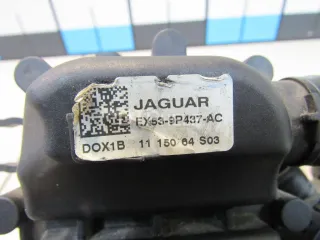 JAGUAR
EX53-9P437-AC
DOX1B 11 150 64 S03